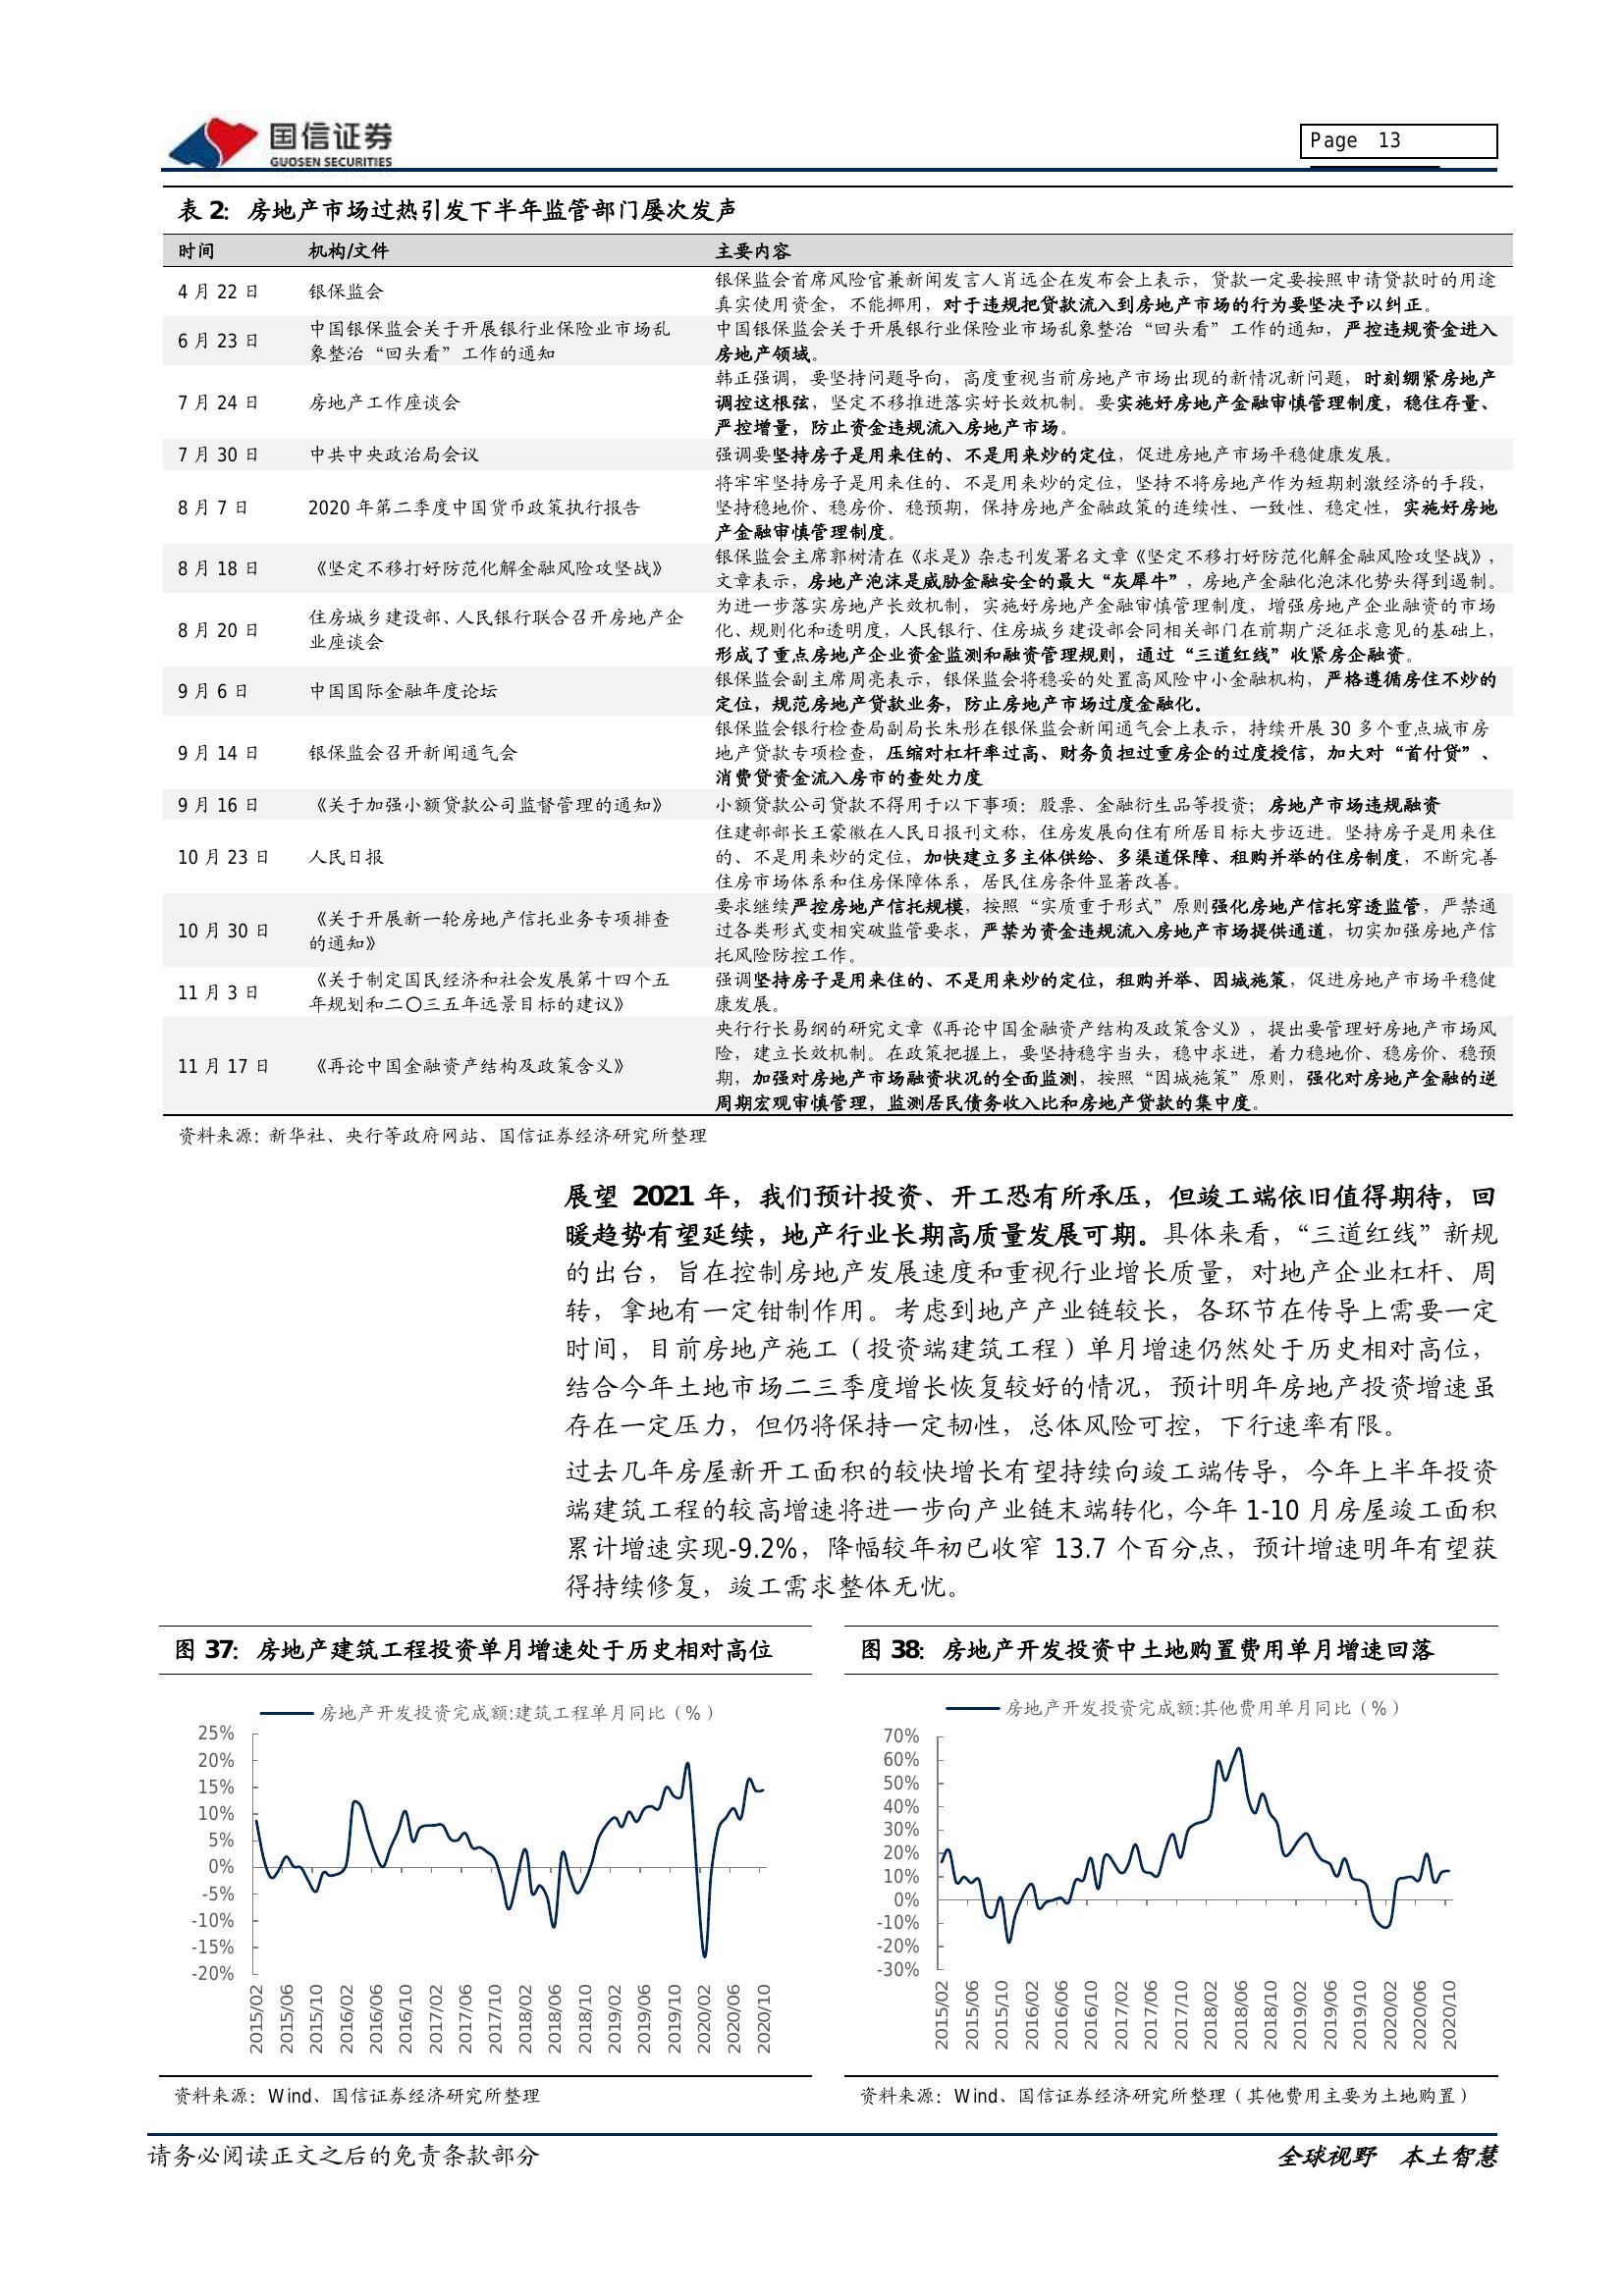 国信证券
GUOSEN SECURITIES
Page 13
表 2：房地产市场过热引发下半年监管部门屡次发声
时间 机构/文件 主要内容
4 月 22 日 银保监会 银保监会首席风险官兼新闻发言人肖远企在发布会上表示，贷款一定要按照申请贷款时的用途
真实使用资金，不能挪用，对于违规把贷款流入到房地产市场的行为要坚决予以纠正。
6 月 23 日 中国银保监会关于开展银行业保险业市场乱
象整治“回头看”工作的通知 中国银保监会关于开展银行业保险业市场乱象整治“回头看”工作的通知，严控违规资金进入
房地产领域。
7 月 24 日 房地产工作座谈会 韩正强调，要坚持问题导向，高度重视当前房地产市场出现的新情况新问题，时刻绷紧房地产
调控这根弦，坚定不移推进落实好长效机制。要实施好房地产金融审慎管理制度，稳住存量、
严控增量，防止资金违规流入房地产市场。
7 月 30 日 中共中央政治局会议 强调要坚持房子是用来住的、不是用来炒的定位，促进房地产市场平稳健康发展。
8 月 7 日 2020 年第二季度中国货币政策执行报告 将牢牢坚持房子是用来住的、不是用来炒的定位，坚持不将房地产作为短期刺激经济的手段，
坚持稳地价、稳房价、稳预期，保持房地产金融政策的连续性、一致性、稳定性，实施好房地
产金融审慎管理制度。
8 月 18 日 《坚定不移打好防范化解金融风险攻坚战》 银保监会主席郭树清在《求是》杂志刊发署名文章《坚定不移打好防范化解金融风险攻坚战》，
文章表示，房地产泡沫是威胁金融安全的最大“灰犀牛”，房地产金融化泡沫化势头得到遏制。
8 月 20 日 住房城乡建设部、人民银行联合召开房地产企
业座谈会 为进一步落实房地产长效机制，实施好房地产金融审慎管理制度，增强房地产企业融资的市场
化、规则化和透明度，人民银行、住房城乡建设部会同相关部门在前期广泛征求意见的基础上，
形成了重点房地产企业资金监测和融资管理规则，通过“三道红线”收紧房企融资。
9 月 6 日 中国国际金融年度论坛 银保监会副主席周亮表示，银保监会将稳妥的处置高风险中小金融机构，严格遵循房住不炒的
定位，规范房地产贷款业务，防止房地产市场过度金融化。
9 月 14 日 银保监会召开新闻通气会 银保监会银行检查局副局长朱彤在银保监会新闻通气会上表示，持续开展 30 多个重点城市房
地产贷款专项检查，压缩对杠杆率过高、财务负担过重房企的过度授信，加大对“首付贷”、
消费贷资金流入房市的查处力度
9 月 16 日 《关于加强小额贷款公司监督管理的通知》 小额贷款公司贷款不得用于以下事项：股票、金融衍生品等投资；房地产市场违规融资
10 月 23 日 人民日报 住建部部长王蒙徽在人民日报刊文称，住房发展向住有所居目标大步迈进。坚持房子是用来住
的、不是用来炒的定位，加快建立多主体供给、多渠道保障、租购并举的住房制度，不断完善
住房市场体系和住房保障体系，居民住房条件显著改善。
10 月 30 日 《关于开展新一轮房地产信托业务专项排查
的通知》 要求继续严控房地产信托规模，按照“实质重于形式”原则强化房地产信托穿透监管，严禁通
过各类形式变相突破监管要求，严禁为资金违规流入房地产市场提供通道，切实加强房地产信
托风险防控工作。
11 月 3 日 《关于制定国民经济和社会发展第十四个五
年规划和二〇三五年远景目标的建议》 强调坚持房子是用来住的、不是用来炒的定位，租购并举、因城施策，促进房地产市场平稳健
康发展。
11 月 17 日 《再论中国金融资产结构及政策含义》 央行行长易纲的研究文章《再论中国金融资产结构及政策含义》，提出要管理好房地产市场风
险，建立长效机制。在政策把握上，要坚持稳字当头，稳中求进，着力稳地价、稳房价、稳预
期，加强对房地产市场融资状况的全面监测，按照“因城施策”原则，强化对房地产金融的逆
周期宏观审慎管理，监测居民债务收入比和房地产贷款的集中度。
资料来源：新华社、央行等政府网站、国信证券经济研究所整理
展望 2021 年，我们预计投资、开工恐有所承压，但竣工端依旧值得期待，回
暖趋势有望延续，地产行业长期高质量发展可期。具体来看，“三道红线”新规
的出台，旨在控制房地产发展速度和重视行业增长质量，对地产企业杠杆、周
转，拿地有一定钳制作用。考虑到地产产业链较长，各环节在传导上需要一定
时间，目前房地产施工（投资端建筑工程）单月增速仍然处于历史相对高位，
结合今年土地市场二三季度增长恢复较好的情况，预计明年房地产投资增速虽
存在一定压力，但仍将保持一定韧性，总体风险可控，下行速率有限。
过去几年房屋新开工面积的较快增长有望持续向竣工端传导，今年上半年投资
端建筑工程的较高增速将进一步向产业链末端转化，今年 1-10 月房屋竣工面积
累计增速实现-9.2%，降幅较年初已收窄 13.7 个百分点，预计增速明年有望获
得持续修复，竣工需求整体无忧。
图 37：房地产建筑工程投资单月增速处于历史相对高位
房地产开发投资完成额:建筑工程单月同比（%）
25%
20%
15%
10%
5%
0%
-5%
-10%
-15%
-20%
2015/02 2015/06 2015/10 2016/02 2016/06 2016/10 2017/02 2017/06 2017/10 2018/02 2018/06 2018/10 2019/02 2019/06 2019/10 2020/02 2020/06 2020/10
资料来源：Wind、国信证券经济研究所整理
图 38：房地产开发投资中土地购置费用单月增速回落
房地产开发投资完成额:其他费用单月同比（%）
70%
60%
50%
40%
30%
20%
10%
0%
-10%
-20%
-30%
2015/02 2015/06 2015/10 2016/02 2016/06 2016/10 2017/02 2017/06 2017/10 2018/02 2018/06 2018/10 2019/02 2019/06 2019/10 2020/02 2020/06 2020/10
资料来源：Wind、国信证券经济研究所整理（其他费用主要为土地购置）
请务必阅读正文之后的免责条款部分
全球视野 本土智慧